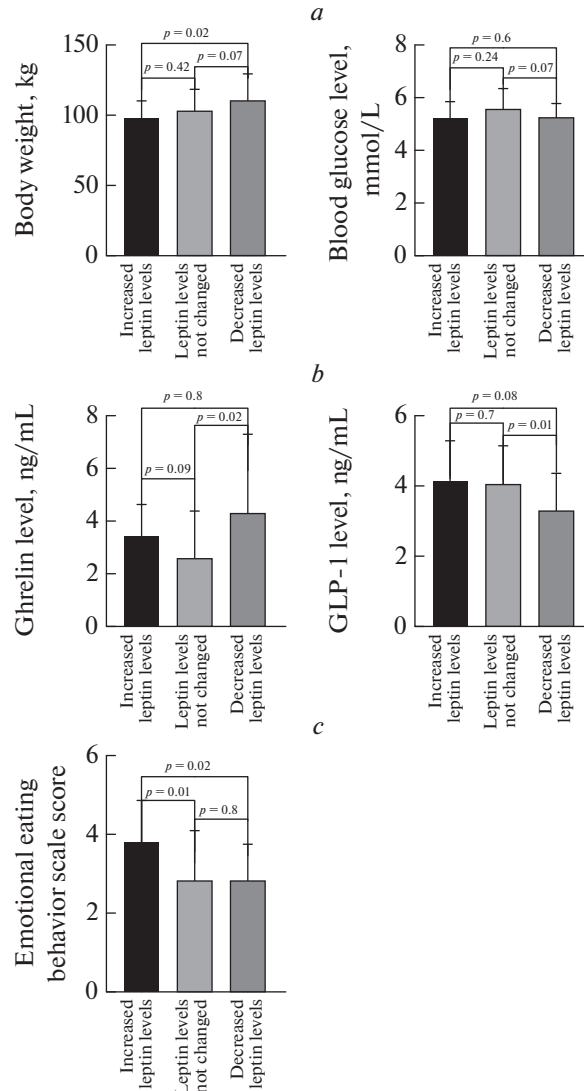 a
Body weight, kg
150
100
50
0
p = 0.02
p = 0.42
p = 0.07
Increased
leptin levels
Leptin levels
not changed
Decreased
leptin levels
Blood glucose level,
mmol/L
8
6
4
2
0
p = 0.6
p = 0.24
p = 0.07
Increased
leptin levels
Leptin levels
not changed
Decreased
leptin levels
b
Ghrelin level, ng/mL
8
6
4
2
0
p = 0.8
p = 0.02
p = 0.09
Increased
leptin levels
Leptin levels
not changed
Decreased
leptin levels
GLP-1 level, ng/mL
6
4
2
0
p = 0.08
p = 0.7
p = 0.01
Increased
leptin levels
Leptin levels
not changed
Decreased
leptin levels
c
Emotional eating
behavior scale score
6
4
2
0
p = 0.02
p = 0.01
p = 0.8
Increased
leptin levels
Leptin levels
not changed
Decreased
leptin levels